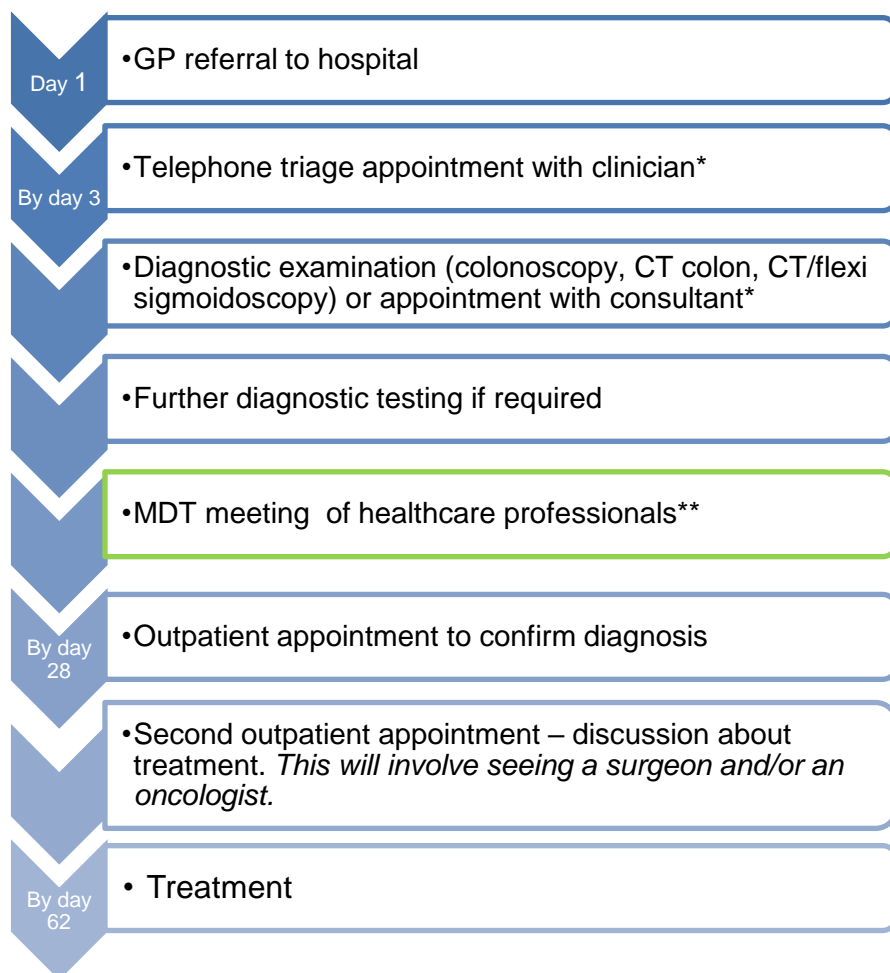 Day 1
•GP referral to hospital
By day 3
•Telephone triage appointment with clinician*
•Diagnostic examination (colonoscopy, CT colon, CT/flexi
sigmoidoscopy) or appointment with consultant*
•Further diagnostic testing if required
•MDT meeting of healthcare professionals**
By day
28
•Outpatient appointment to confirm diagnosis
•Second outpatient appointment – discussion about
treatment. This will involve seeing a surgeon and/or an
oncologist.
By day
62
• Treatment